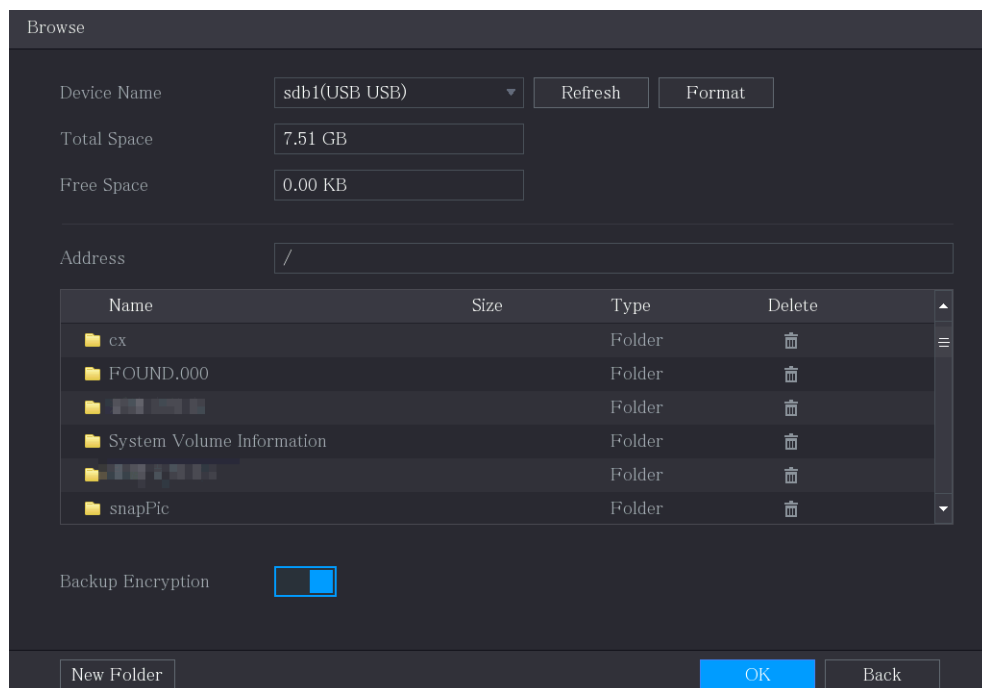 Browse
Device Name sdb1(USB USB) Refresh Format
Total Space 7.51 GB
Free Space 0.00 KB
Address /
Name Size Type Delete
cx Folder
FOUND.000 Folder
Folder
System Volume Information Folder
Folder
snapPic Folder
Backup Encryption
New Folder OK Back